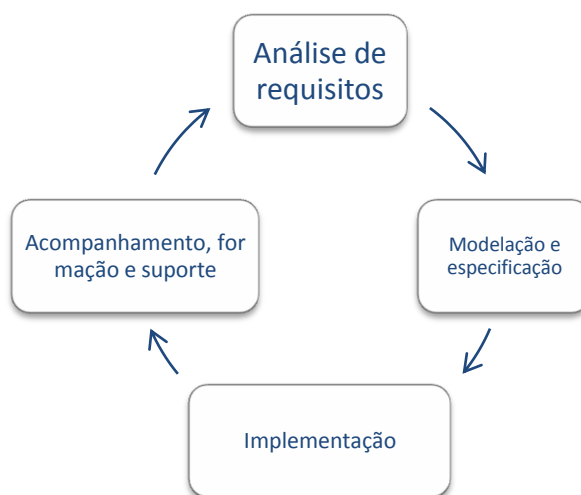 Análise de
requisitos
Modelação e
especificação
Implementação
Acompanhamento, for
mação e suporte